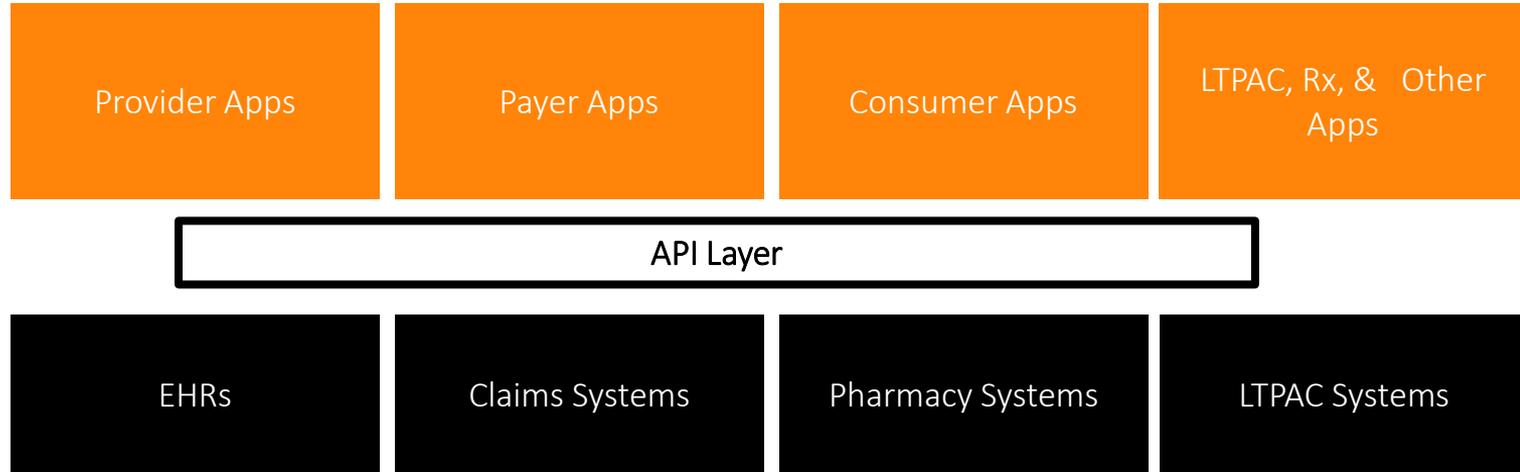 Provider Apps
Payer Apps
Consumer Apps
LTPAC, Rx, & Other
Apps
API Layer
EHRs
Claims Systems
Pharmacy Systems
LTPAC Systems